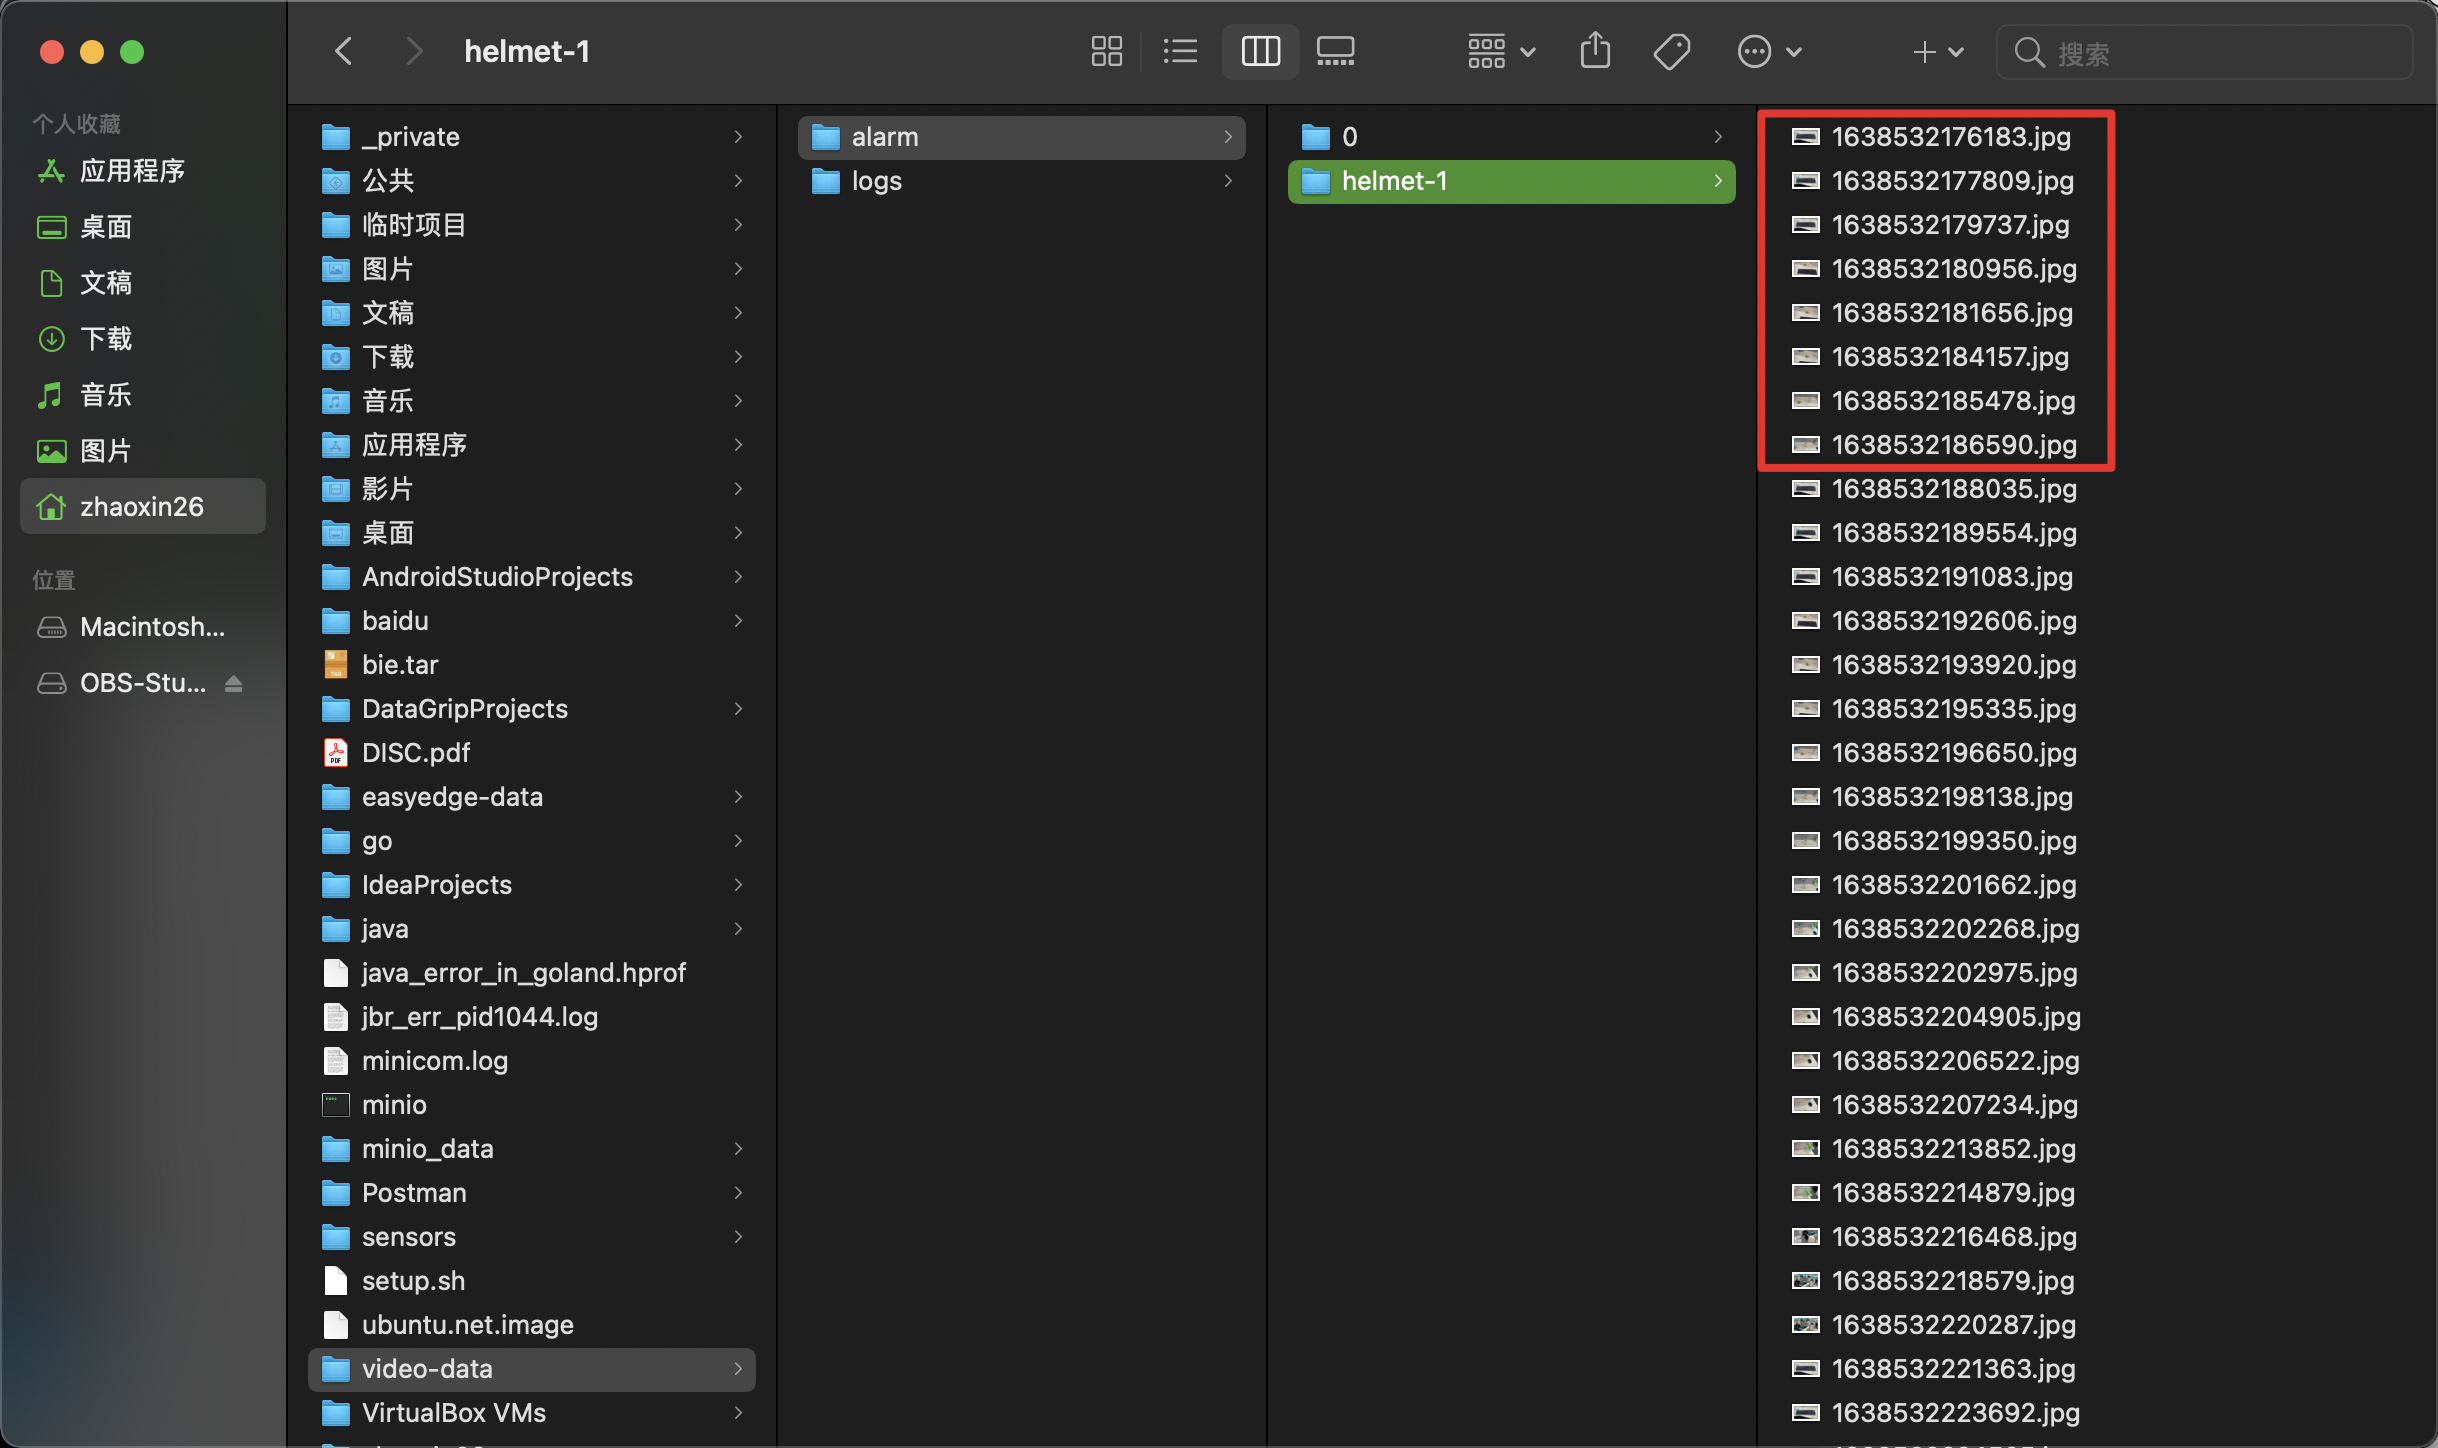 helmet-1
搜索
个人收藏
应用程序
桌面
文稿
下载
音乐
图片
zhaoxin26
位置
Macintosh...
OBS-Stu...
_private
公共
临时项目
图片
文稿
下载
音乐
应用程序
影片
桌面
AndroidStudioProjects
baidu
bie.tar
DataGripProjects
DISC.pdf
easyedge-data
go
IdeaProjects
java
java_error_in_goland.hprof
jbr_err_pid1044.log
minicom.log
minio
minio_data
Postman
sensors
setup.sh
ubuntu.net.image
video-data
VirtualBox VMs
alarm
logs
0
helmet-1
1638532176183.jpg
1638532177809.jpg
1638532179737.jpg
1638532180956.jpg
1638532181656.jpg
1638532184157.jpg
1638532185478.jpg
1638532186590.jpg
1638532188035.jpg
1638532189554.jpg
1638532191083.jpg
1638532192606.jpg
1638532193920.jpg
1638532195335.jpg
1638532196650.jpg
1638532198138.jpg
1638532199350.jpg
1638532201662.jpg
1638532202268.jpg
1638532202975.jpg
1638532204905.jpg
1638532206522.jpg
1638532207234.jpg
1638532213852.jpg
1638532214879.jpg
1638532216468.jpg
1638532218579.jpg
1638532220287.jpg
1638532221363.jpg
1638532223692.jpg